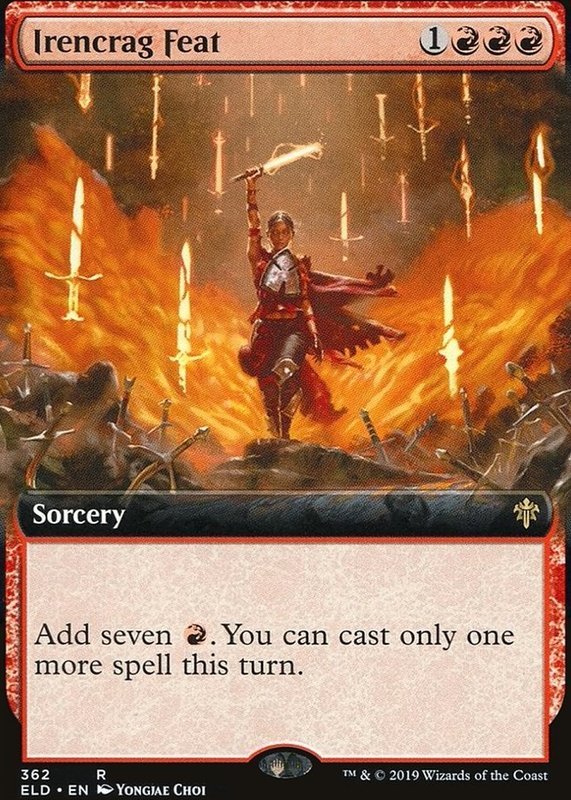 Irencrag Feat 1
Sorcery
Add seven . You can cast only one
more spell this turn.
362 R
ELD • EN Yongjae Choi
™ & © 2019 Wizards of the Coast